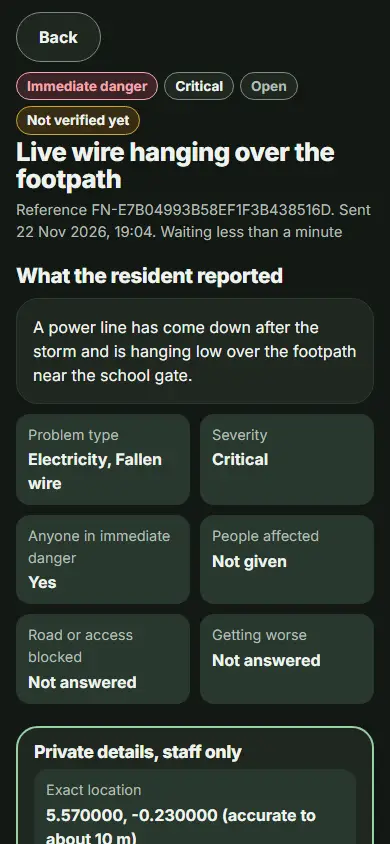 Back
Immediate danger
Critical
Open
Not verified yet
Live wire hanging over the
footpath
Reference FN-E7B04993B58EF1F3B438516D. Sent
22 Nov 2026, 19:04. Waiting less than a minute
What the resident reported
A power line has come down after the
storm and is hanging low over the footpath
near the school gate.
Problem type
Electricity, Fallen
wire
Severity
Critical
Anyone in immediate
danger
Yes
People affected
Not given
Road or access
blocked
Not answered
Getting worse
Not answered
Private details, staff only
Exact location
5.570000, -0.230000 (accurate to
about 10 m)